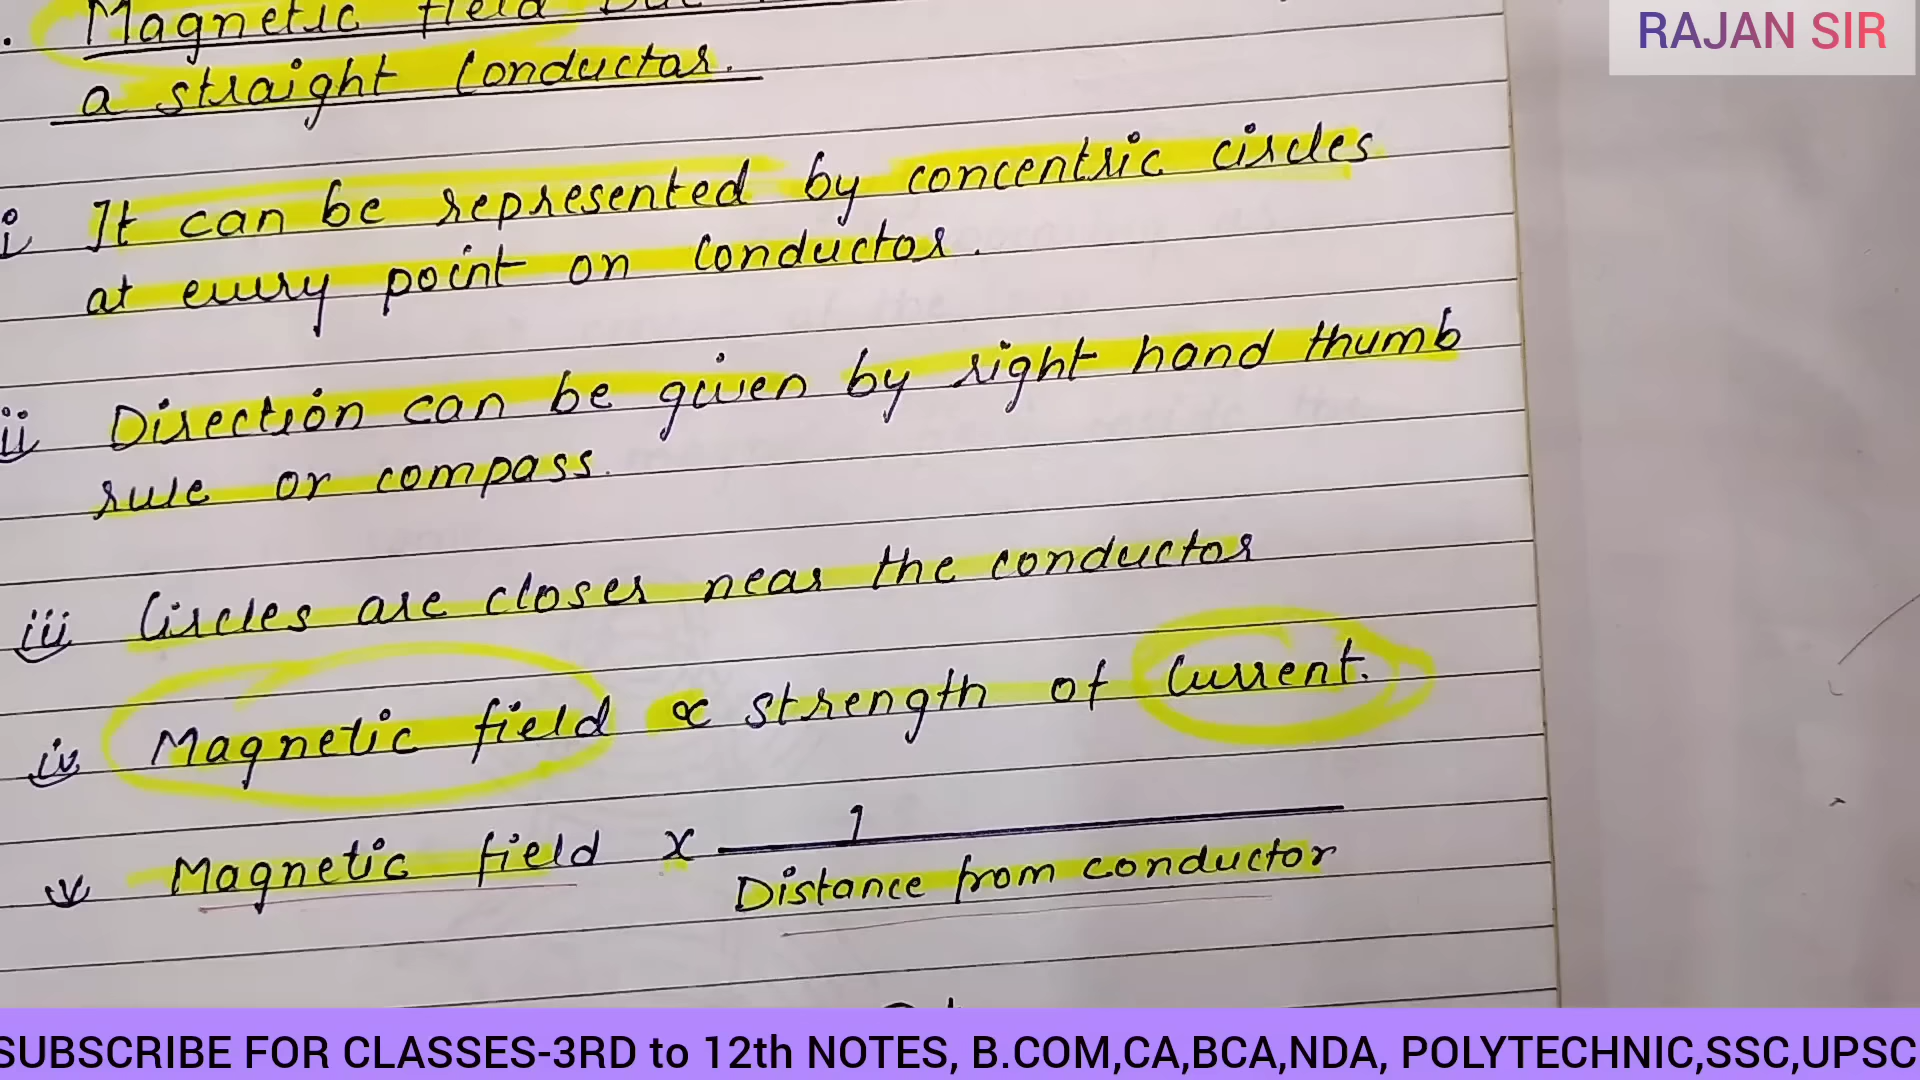 Magnetic field
RAJAN SIR
a straight Conductor.
i It can be represented by concentric circles
at every point on Conductor.
ii Direction can be given by right hand thumb
rule or compass.
iii Circles are closer near the conductor
iv Magnetic field ∝ strength of Current.
v Magnetic field x 1
Distance from conductor
SUBSCRIBE FOR CLASSES-3RD to 12th NOTES, B.COM,CA,BCA,NDA, POLYTECHNIC,SSC,UPSC